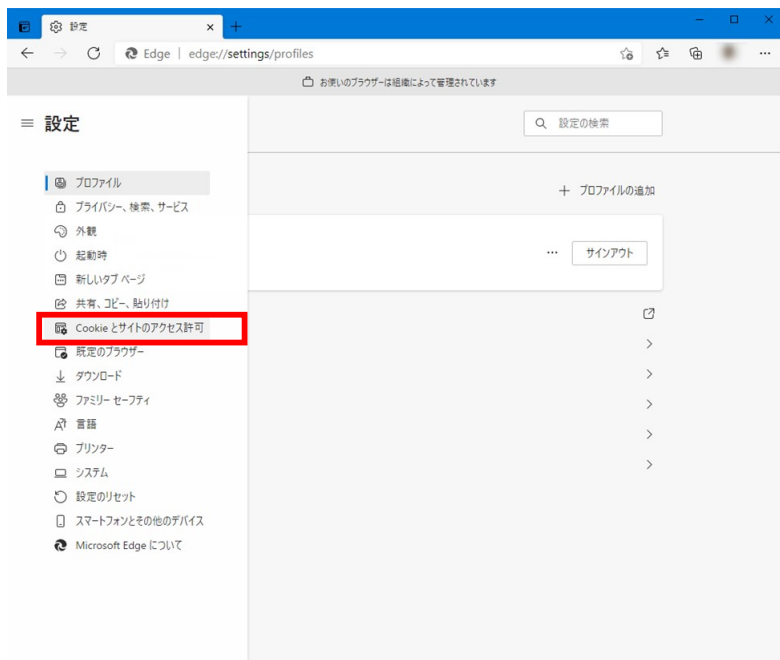 設定
Edge | edge://settings/profiles
お使いのブラウザーは組織によって管理されています
設定
設定の検索
プロファイル
プロファイルの追加
プライバシー、検索、サービス
外観
起動時
サインアウト
新しいタブ ページ
共有、コピー、貼り付け
Cookie とサイトのアクセス許可
既定のブラウザー
ダウンロード
ファミリー セーフティ
言語
プリンター
システム
設定のリセット
スマートフォンとその他のデバイス
Microsoft Edge について